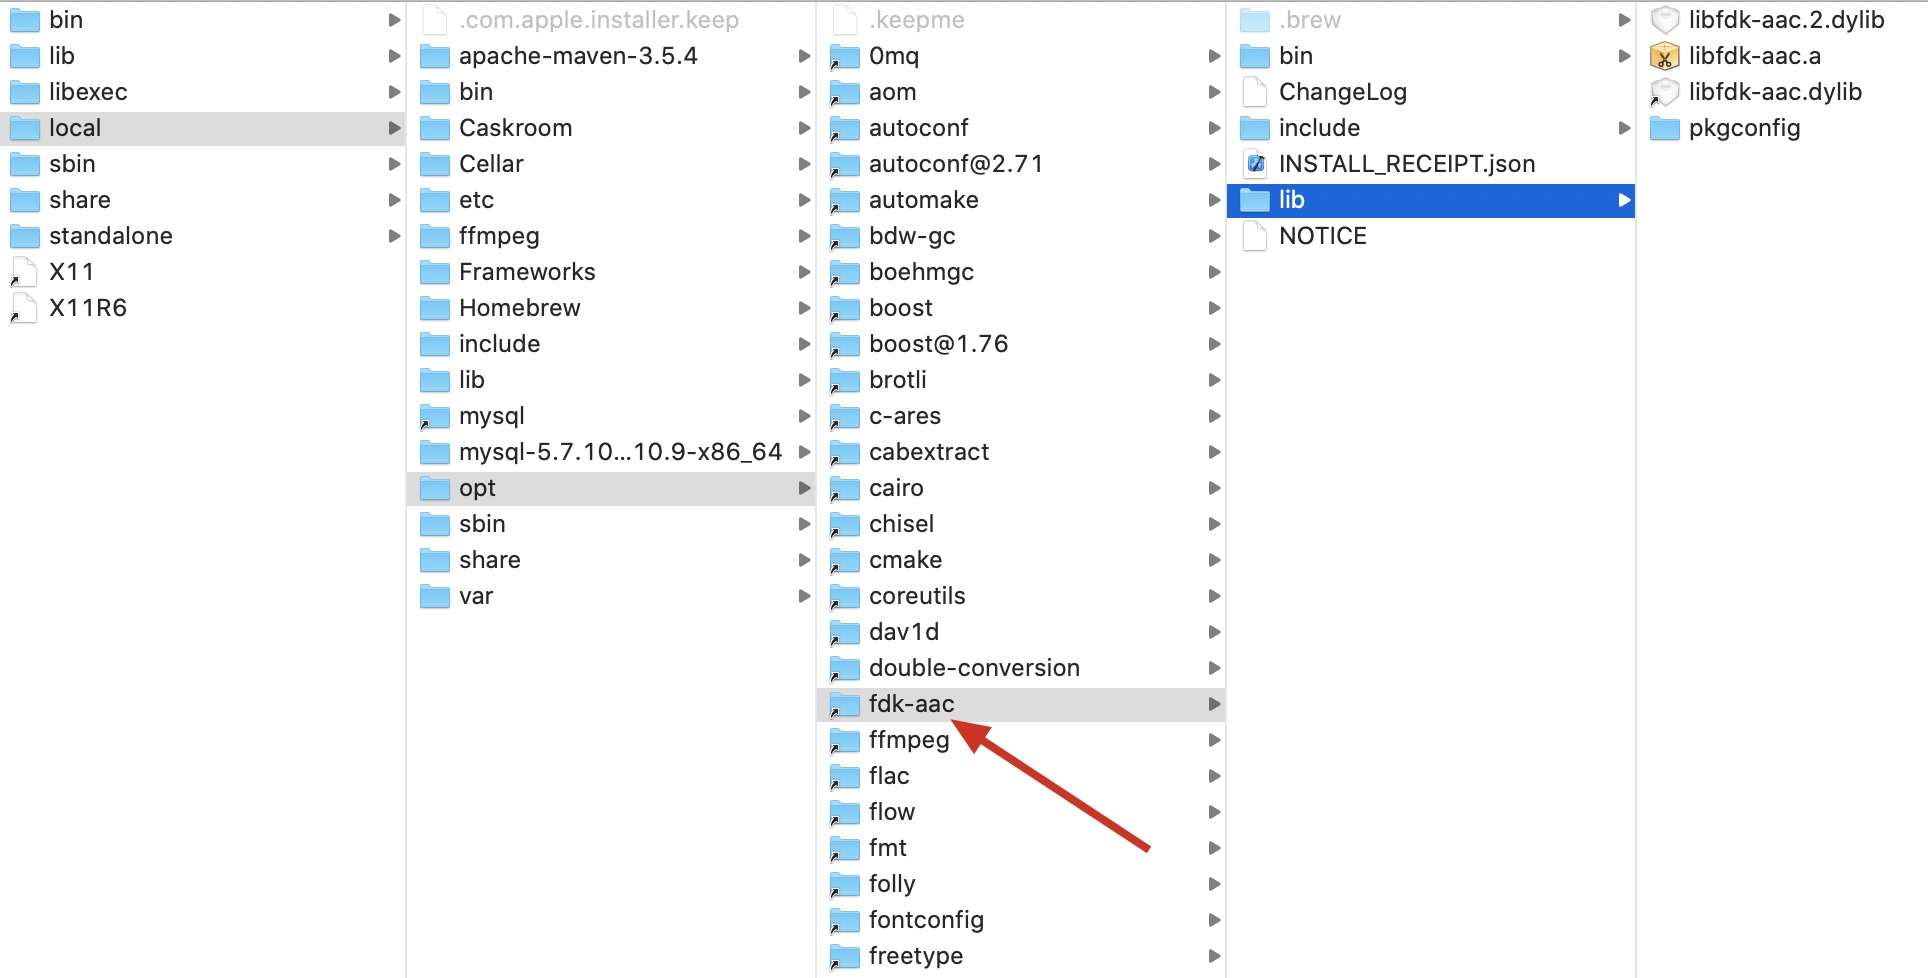 bin
lib
libexec
local
sbin
share
standalone
X11
X11R6
.com.apple.installer.keep
apache-maven-3.5.4
bin
Caskroom
Cellar
etc
ffmpeg
Frameworks
Homebrew
include
lib
mysql
mysql-5.7.10...10.9-x86_64
opt
sbin
share
var
.keepme
0mq
aom
autoconf
autoconf@2.71
automake
bdw-gc
boehmgc
boost
boost@1.76
brotli
c-ares
cabextract
cairo
chisel
cmake
coreutils
dav1d
double-conversion
fdk-aac
ffmpeg
flac
flow
fmt
folly
fontconfig
freetype
.brew
bin
ChangeLog
include
INSTALL_RECEIPT.json
lib
NOTICE
libfdk-aac.2.dylib
libfdk-aac.a
libfdk-aac.dylib
pkgconfig